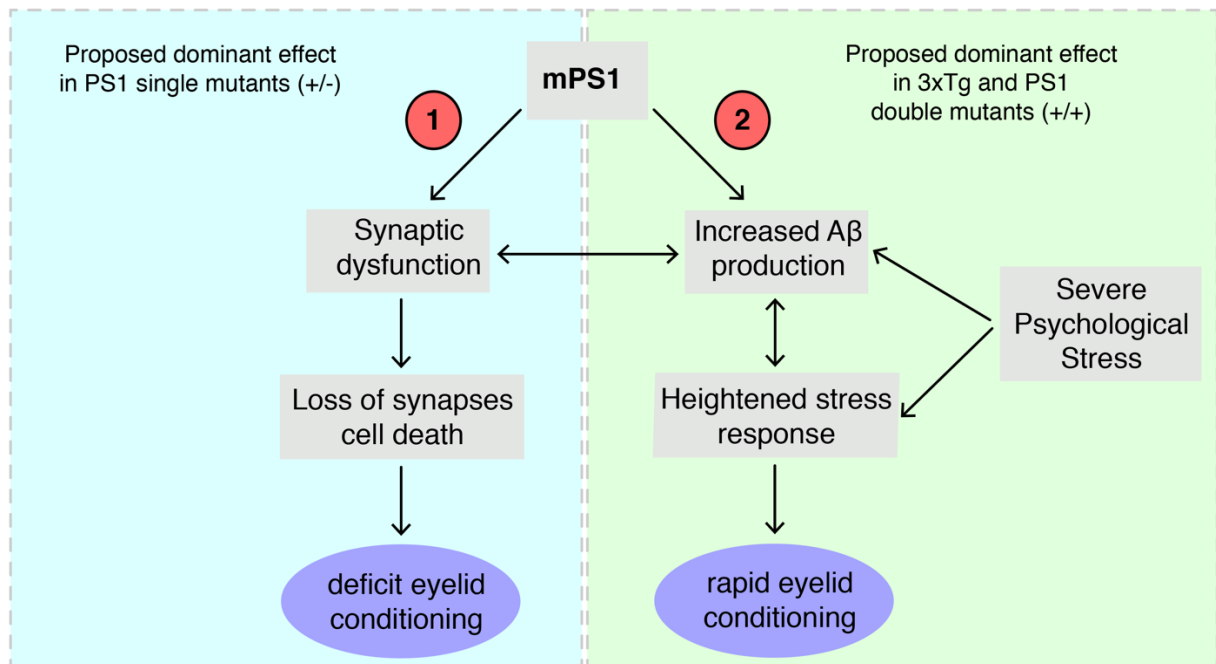 Proposed dominant effect
in PS1 single mutants (+/-)
mPS1
Proposed dominant effect
in 3xTg and PS1
double mutants (+/+)
1
2
Synaptic
dysfunction
Increased Aβ
production
Severe
Psychological
Stress
Loss of synapses
cell death
Heightened stress
response
deficit eyelid
conditioning
rapid eyelid
conditioning